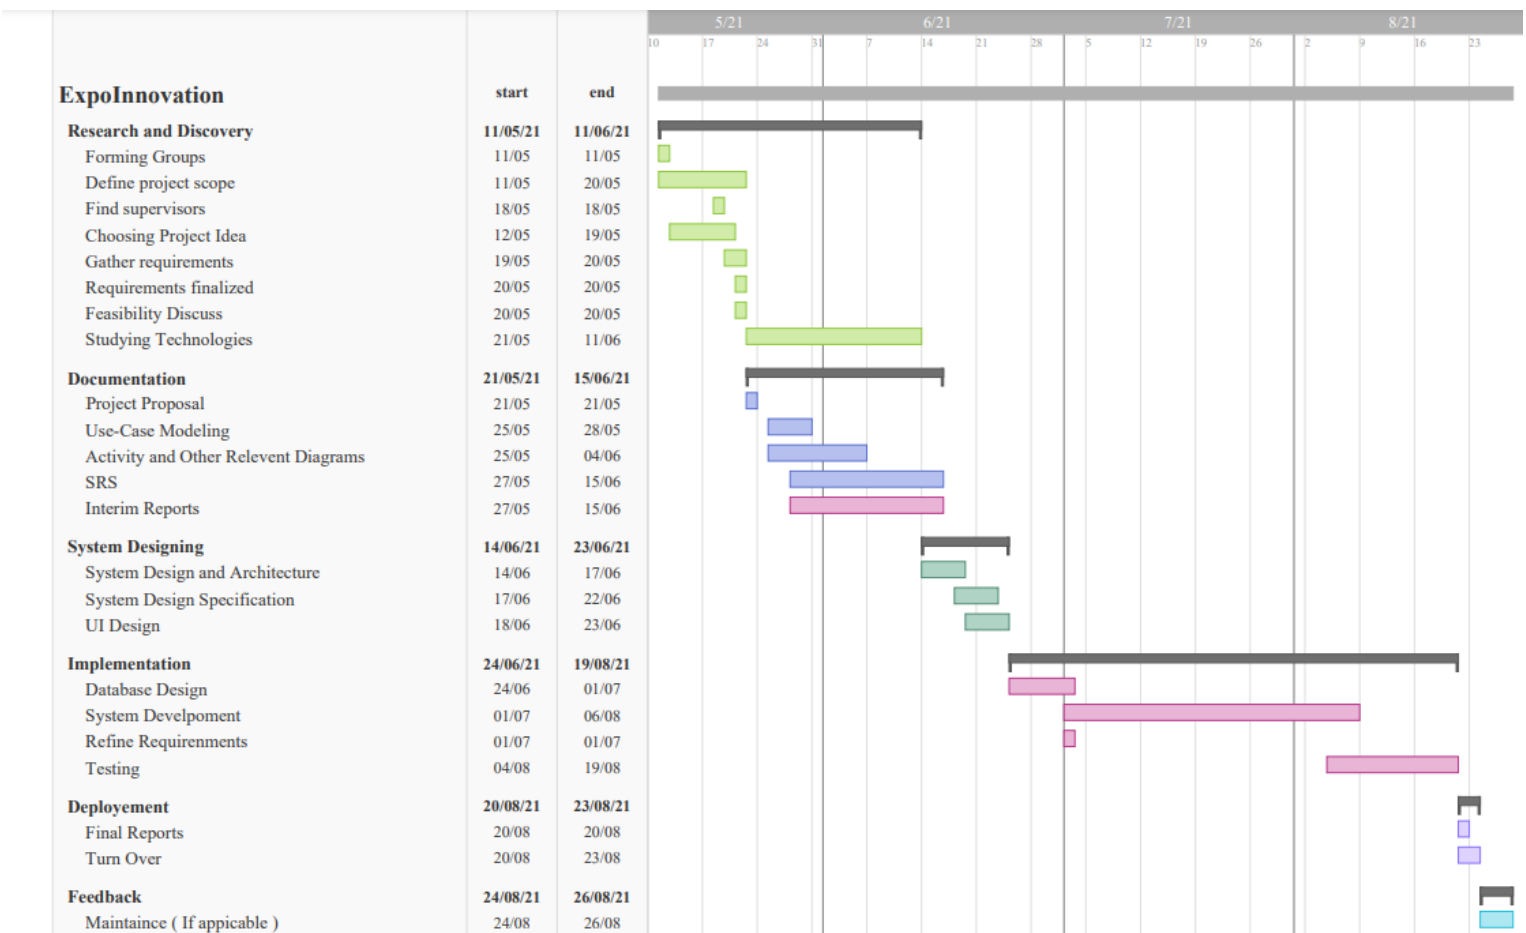 5/21 6/21 7/21 8/21
10 17 24 31 7 14 21 28 5 12 19 26 2 9 16 23
ExpoInnovation start end
Research and Discovery 11/05/21 11/06/21
Forming Groups 11/05 11/05
Define project scope 11/05 20/05
Find supervisors 18/05 18/05
Choosing Project Idea 12/05 19/05
Gather requirements 19/05 20/05
Requirements finalized 20/05 20/05
Feasibility Discuss 20/05 20/05
Studying Technologies 21/05 11/06
Documentation 21/05/21 15/06/21
Project Proposal 21/05 21/05
Use-Case Modeling 25/05 28/05
Activity and Other Relevent Diagrams 25/05 04/06
SRS 27/05 15/06
Interim Reports 27/05 15/06
System Designing 14/06/21 23/06/21
System Design and Architecture 14/06 17/06
System Design Specification 17/06 22/06
UI Design 18/06 23/06
Implementation 24/06/21 19/08/21
Database Design 24/06 01/07
System Develpoment 01/07 06/08
Refine Requirenments 01/07 01/07
Testing 04/08 19/08
Deployement 20/08/21 23/08/21
Final Reports 20/08 20/08
Turn Over 20/08 23/08
Feedback 24/08/21 26/08/21
Maintaince ( If appicable ) 24/08 26/08